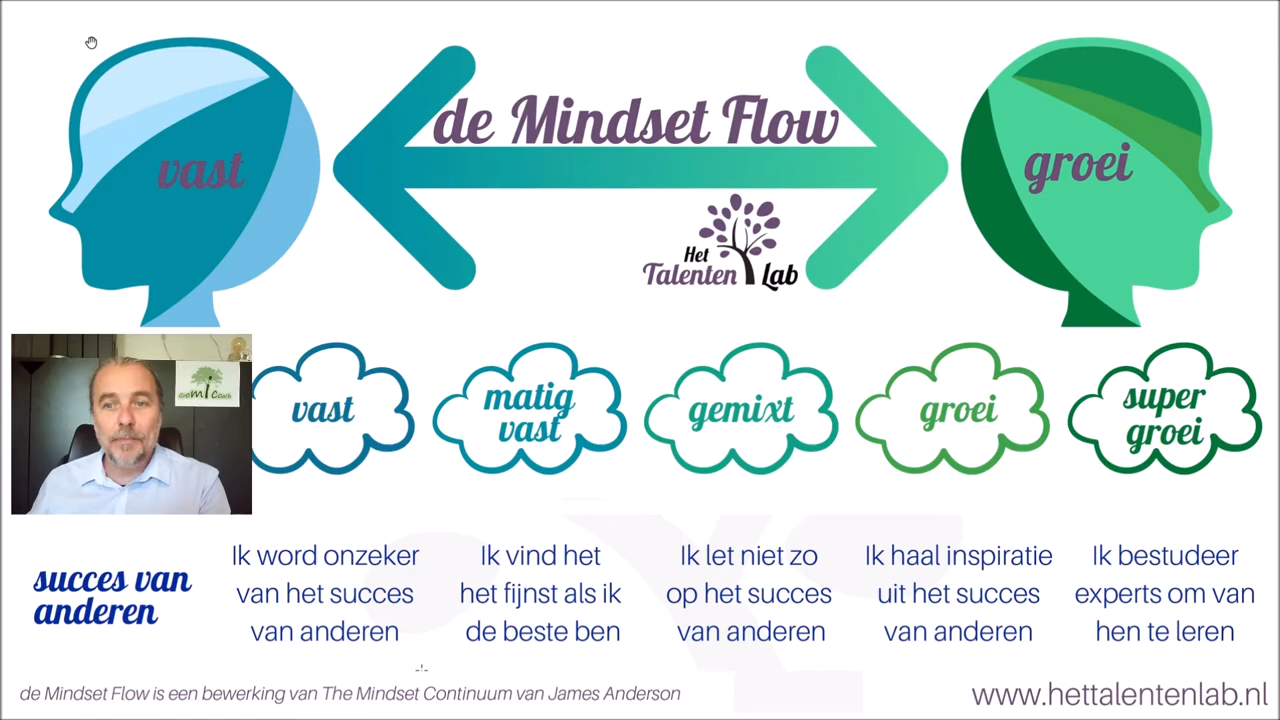 de Mindset Flow
vast
groei
Het
Talenten Lab
mi Coach
vast
matig
vast
gemixt
groei
super
groei
succes van
anderen
Ik word onzeker
van het succes
van anderen
Ik vind het
het fijnst als ik
de beste ben
Ik let niet zo
op het succes
van anderen
Ik haal inspiratie
uit het succes
van anderen
Ik bestudeer
experts om van
hen te leren
de Mindset Flow is een bewerking van The Mindset Continuum van James Anderson
www.hettalentenlab.nl